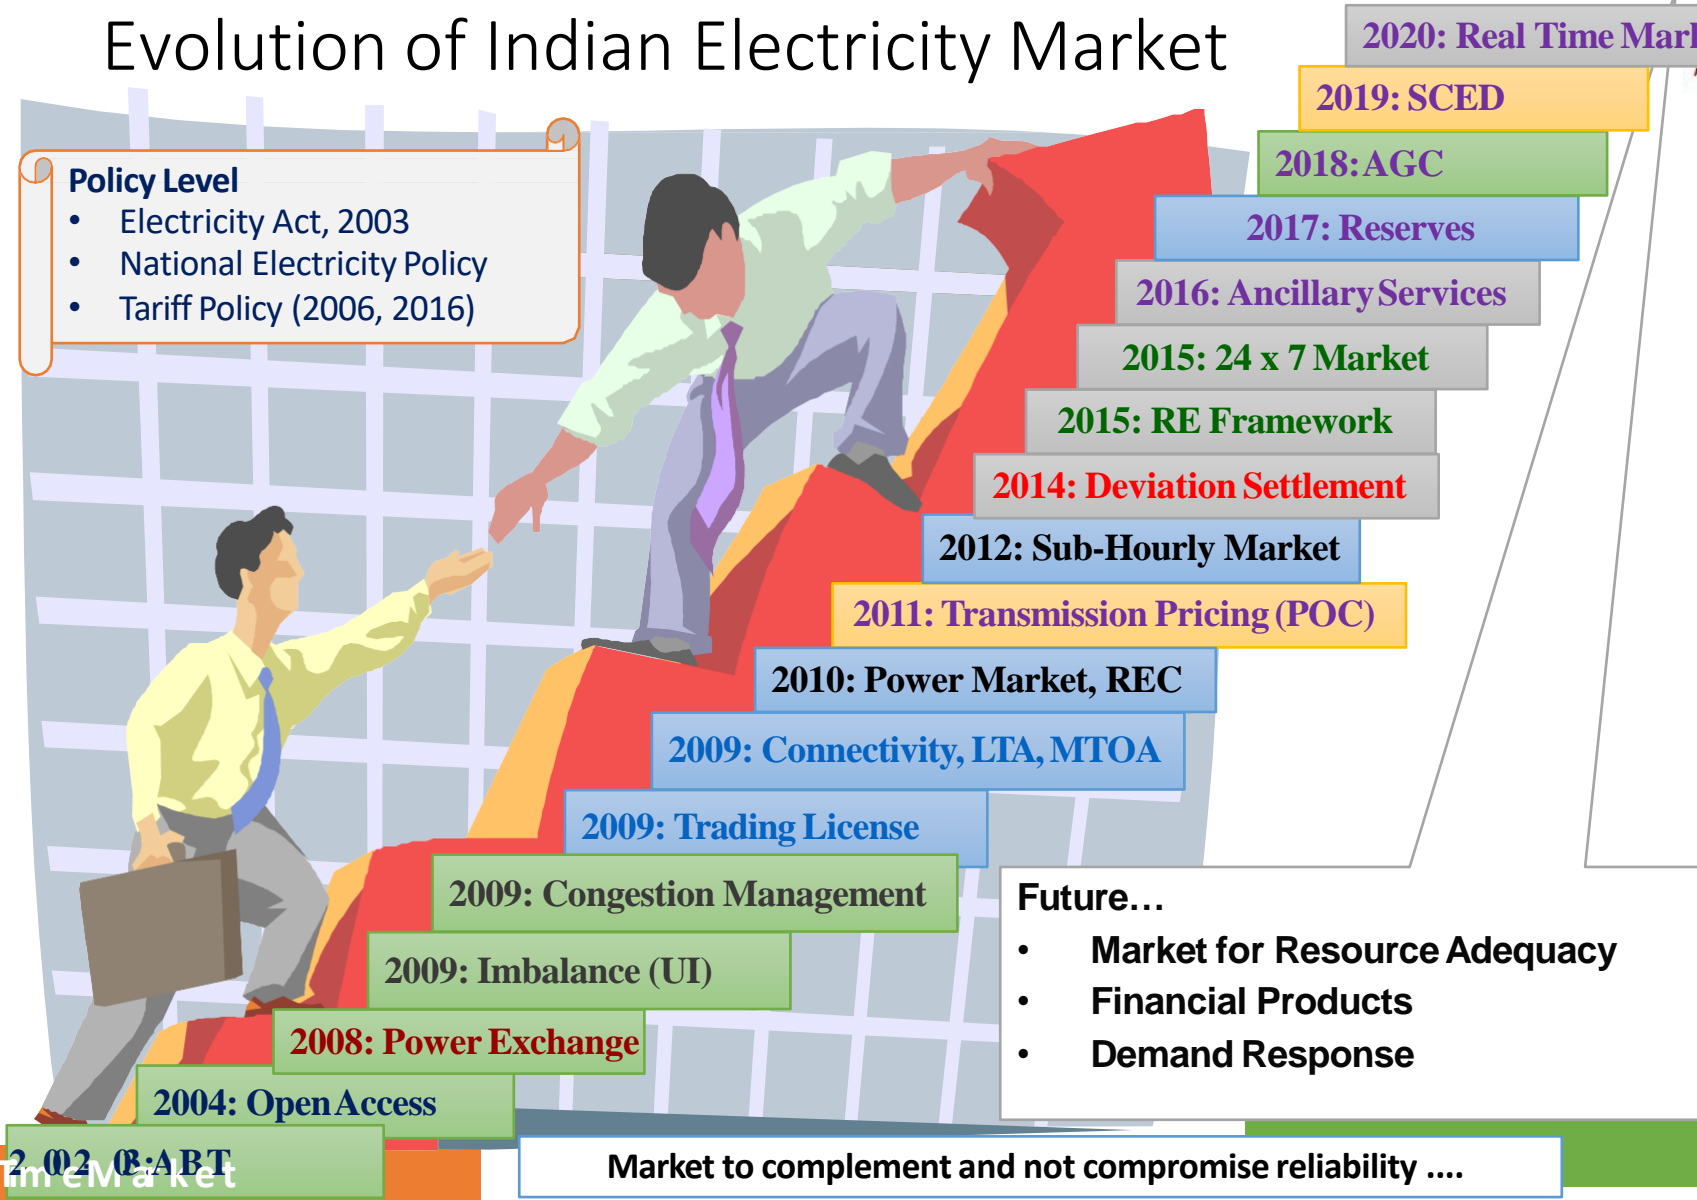 Evolution of Indian Electricity Market
Policy Level
• Electricity Act, 2003
• National Electricity Policy
• Tariff Policy (2006, 2016)
2020: Real Time Mark
2019: SCED
2018: AGC
2017: Reserves
2016: Ancillary Services
2015: 24 x 7 Market
2015: RE Framework
2014: Deviation Settlement
2012: Sub-Hourly Market
2011: Transmission Pricing (POC)
2010: Power Market, REC
2009: Connectivity, LTA, MTOA
2009: Trading License
2009: Congestion Management
2009: Imbalance (UI)
2008: Power Exchange
2004: Open Access
ABT
Market
Future…
• Market for Resource Adequacy
• Financial Products
• Demand Response
Market to complement and not compromise reliability ....